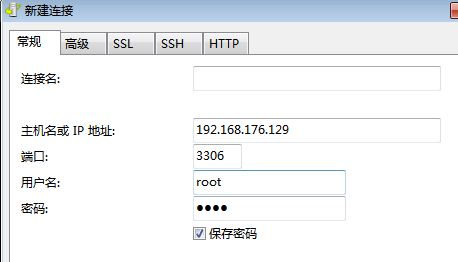 新建连接
常规 高级 SSL SSH HTTP
连接名:
主机名或 IP 地址: 192.168.176.129
端口: 3306
用户名: root
密码: ●●●●
保存密码